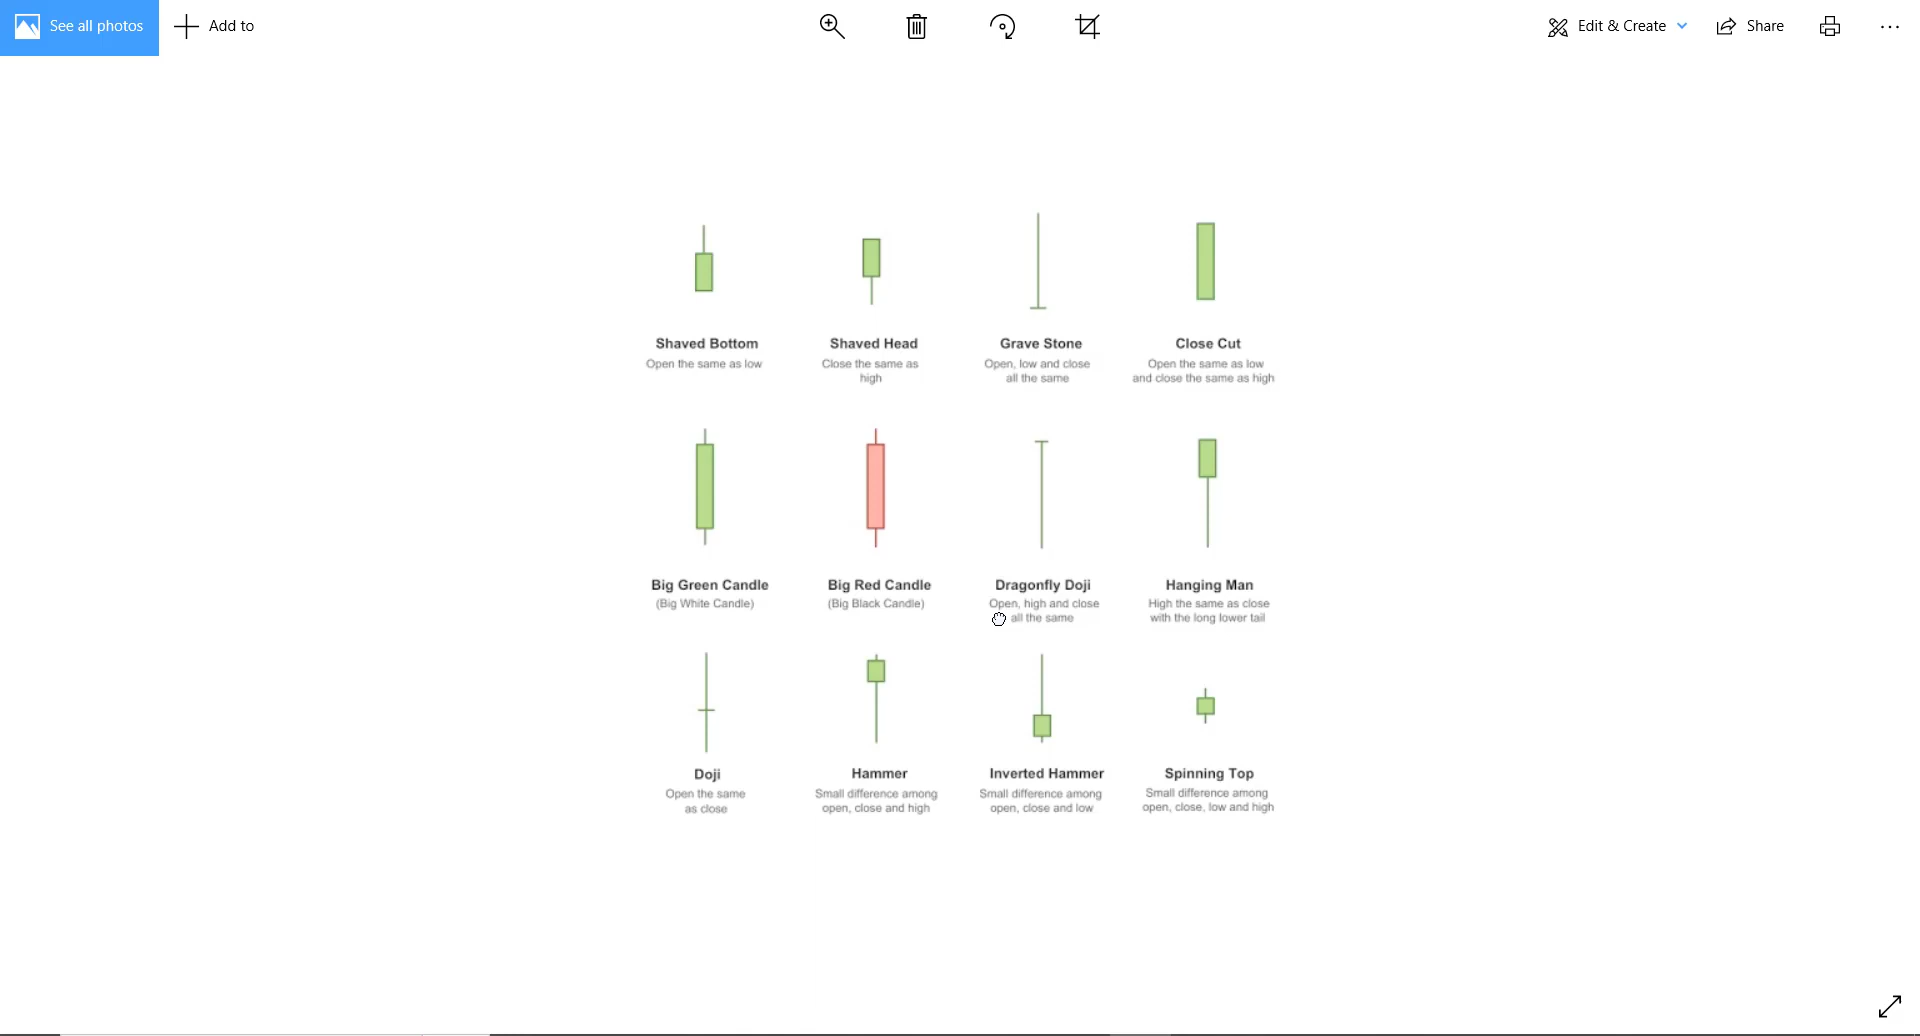 See all photos
Add to
Edit & Create
Share
Shaved Bottom
Open the same as low
Shaved Head
Close the same as
high
Grave Stone
Open, low and close
all the same
Close Cut
Open the same as low
and close the same as high
Big Green Candle
(Big White Candle)
Big Red Candle
(Big Black Candle)
Dragonfly Doji
Open, high and close
all the same
Hanging Man
High the same as close
with the long lower tail
Doji
Open the same
as close
Hammer
Small difference among
open, close and high
Inverted Hammer
Small difference among
open, close and low
Spinning Top
Small difference among
open, close, low and high